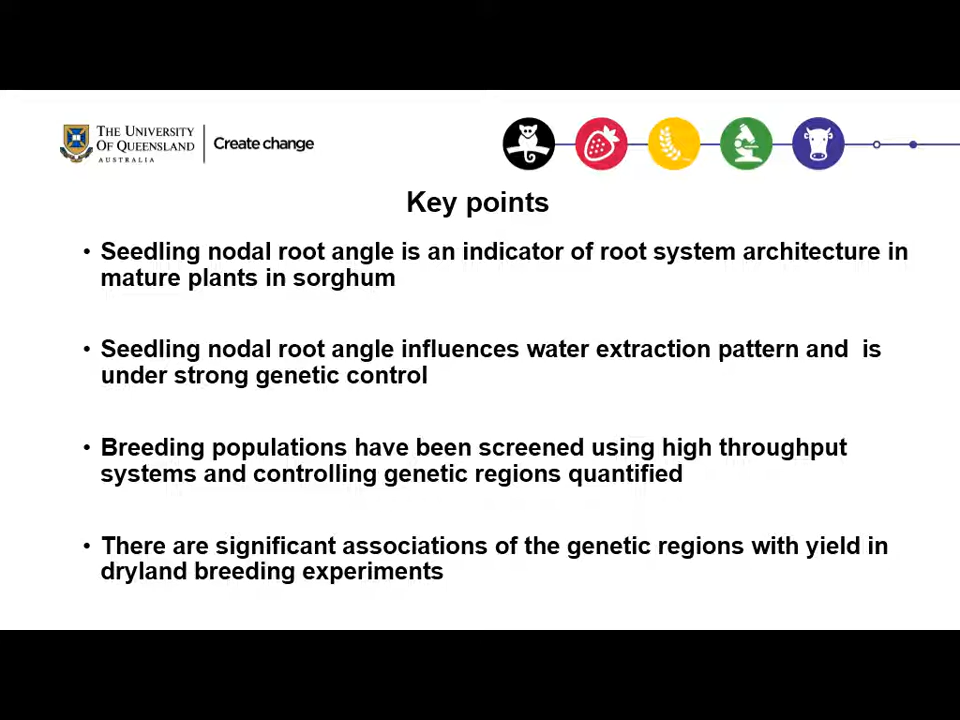 THE UNIVERSITY
OF QUEENSLAND
AUSTRALIA
Create change
Key points
• Seedling nodal root angle is an indicator of root system architecture in
mature plants in sorghum
• Seedling nodal root angle influences water extraction pattern and  is
under strong genetic control
• Breeding populations have been screened using high throughput
systems and controlling genetic regions quantified
• There are significant associations of the genetic regions with yield in
dryland breeding experiments